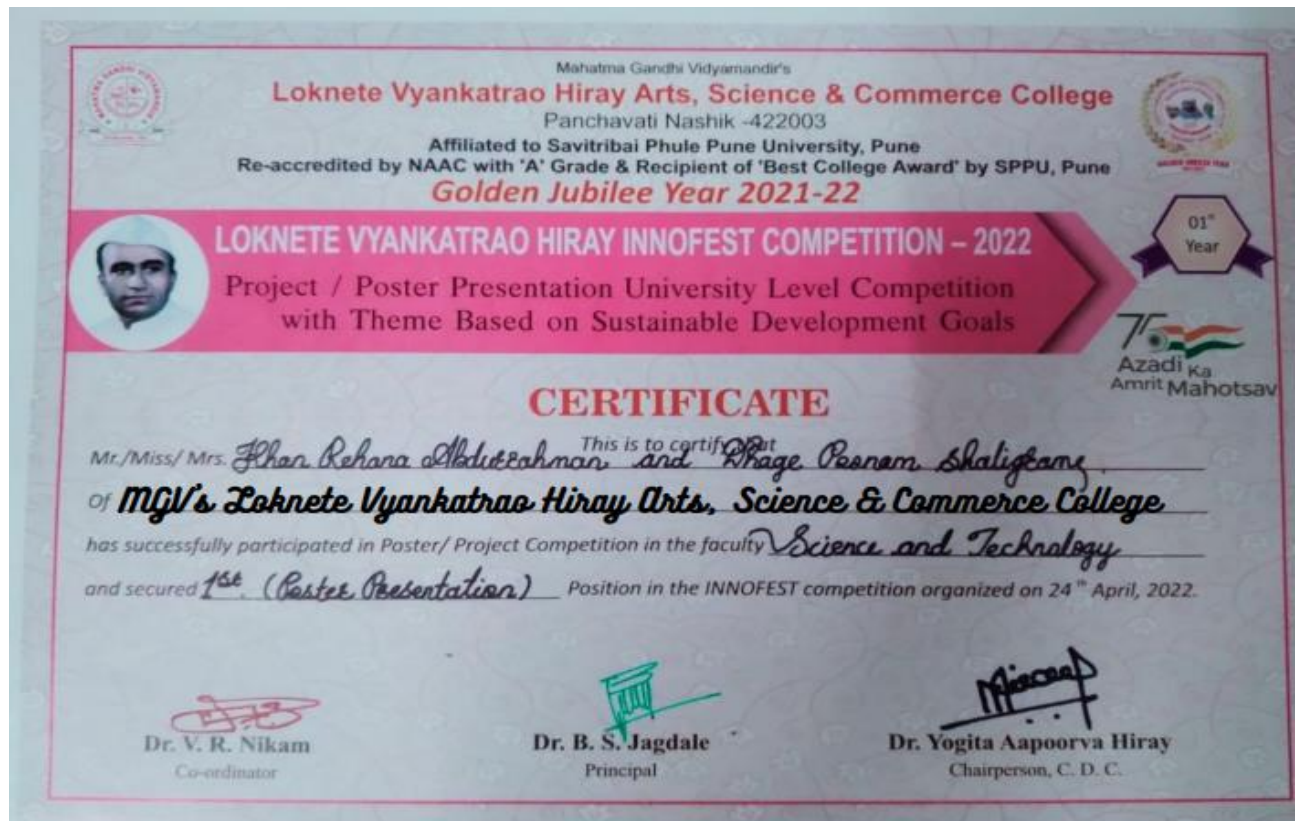 Mahatma Gandhi Vidyamandir's
Loknete Vyankatrao Hiray Arts, Science & Commerce College
Panchavati Nashik -422003
Affiliated to Savitribai Phule Pune University, Pune
Re-accredited by NAAC with 'A' Grade & Recipient of 'Best College Award' by SPPU, Pune
Golden Jubilee Year 2021-22
LOKNETE VYANKATRAO HIRAY INNOFEST COMPETITION – 2022
01st
Year
Project / Poster Presentation University Level Competition
with Theme Based on Sustainable Development Goals
75
Azadi Ka
Amrit Mahotsav
CERTIFICATE
This is to certify that
Mr./Miss/ Mrs. Khan Rehana Abdurrahman and Dhage Poonam Shaligram
Of MGV's Loknete Vyankatrao Hiray Arts, Science & Commerce College
has successfully participated in Poster/ Project Competition in the faculty Science and Technology
and secured 1st. (Poster Presentation) Position in the INNOFEST competition organized on 24th April, 2022.
Dr. V. R. Nikam
Co-ordinator
Dr. B. S. Jagdale
Principal
Dr. Yogita Aapoorva Hiray
Chairperson, C. D. C.